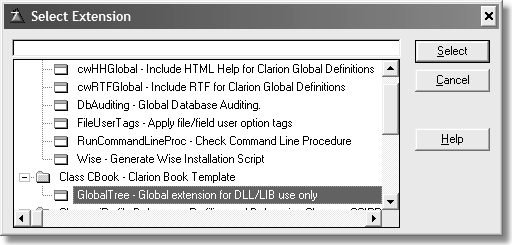 Select Extension
Select
cwHHGlobal - Include HTML Help for Clarion Global Definitions
cwRTFGlobal - Include RTF for Clarion Global Definitions
Cancel
DbAuditing - Global Database Auditing.
FileUserTags - Apply file/field user option tags
RunCommandLineProc - Check Command Line Procedure
Help
Wise - Generate Wise Installation Script
Class CBook - Clarion Book Template
GlobalTree - Global extension for DLL/LIB use only